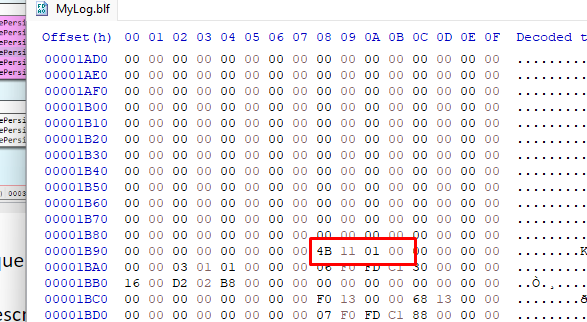 MyLog.blf
Offset(h) 00 01 02 03 04 05 06 07 08 09 0A 0B 0C 0D 0E 0F Decoded t
00001AD0 00 00 00 00 00 00 00 00 00 00 00 00 00 00 00 00 .........
00001AE0 00 00 00 00 00 00 00 00 00 00 00 00 00 00 00 00 .........
00001AF0 00 00 00 00 00 00 00 00 00 00 00 00 00 00 00 00 .........
00001B00 00 00 00 00 00 00 00 00 00 00 00 00 00 00 00 00 .........
00001B10 00 00 00 00 00 00 00 00 00 00 00 00 00 00 00 00 .........
00001B20 00 00 00 00 00 00 00 00 00 00 00 00 00 00 00 00 .........
00001B30 00 00 00 00 00 00 00 00 00 00 00 00 00 00 00 00 .........
00001B40 00 00 00 00 00 00 00 00 00 00 00 00 00 00 00 00 .........
00001B50 00 00 00 00 00 00 00 00 00 00 00 00 00 00 00 00 .........
00001B60 00 00 00 00 00 00 00 00 00 00 00 00 00 00 00 00 .........
00001B70 00 00 00 00 00 00 00 00 00 00 00 00 00 00 00 00 .........
00001B80 00 00 00 00 00 00 00 00 00 00 00 00 00 00 00 00 .........
00001B90 00 00 00 00 00 00 00 00 4B 11 01 00 00 00 00 00 ........K
00001BA0 00 00 03 01 01 00 00 00 06 F0 FD C1 30 00 00 00 .........
00001BB0 16 00 D2 02 B8 00 00 00 00 00 00 00 00 00 00 00 ..Ò.¸....
00001BC0 00 00 00 00 00 00 00 00 F0 13 00 00 68 13 00 00 ........ð
00001BD0 00 00 00 00 00 00 00 00 07 F0 FD C1 88 00 00 00 .........
ePersi
ePersi
ePersi
ePersi
ePersi
ePersi
ePersi
ePersi
) 0003
que
escr